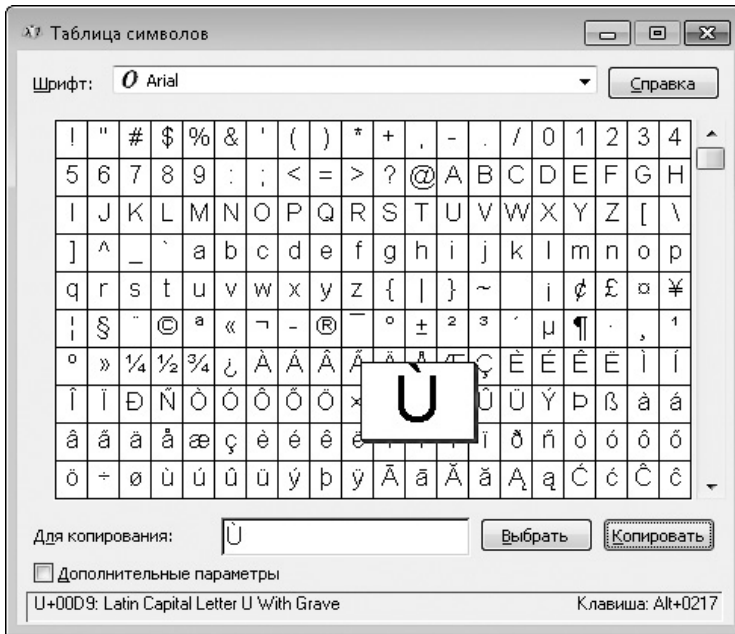 Таблица символов
Шрифт: O Arial Справка
! " # $ % & ' ( ) * + , - . / 0 1 2 3 4
5 6 7 8 9 : ; < = > ? @ A B C D E F G H
I J K L M N O P Q R S T U V W X Y Z [ \
] ^ _ ` a b c d e f g h i j k l m n o p
q r s t u v w x y z { | } ~ ¡ ¢ £ ¤ ¥
¦ § ¨ © ª « ¬ - ® ¯ ° ± ² ³ ´ µ ¶ · ¸ ¹
º » ¼ ½ ¾ ¿ À Á Â Ã Ä Å Æ Ç È É Ê Ë Ì Í
Î Ï Ð Ñ Ò Ó Ô Õ Ö × Ù Û Ü Ý Þ ß à á
â ã ä å æ ç è é ê ë ï ð ñ ò ó ô õ
ö ÷ ø ù ú û ü ý þ ÿ Ā ā Ă ă Ą ą Ć ć Ĉ ĉ
Для копирования: Ù Выбрать Копировать
Дополнительные параметры
U+00D9: Latin Capital Letter U With Grave Клавиша: Alt+0217